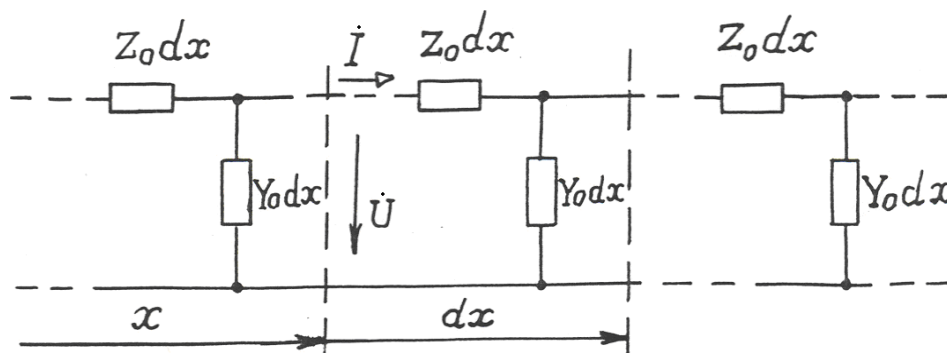 Z₀dx İ Z₀dx Z₀dx
Y₀dx U̇ Y₀dx Y₀dx
x dx